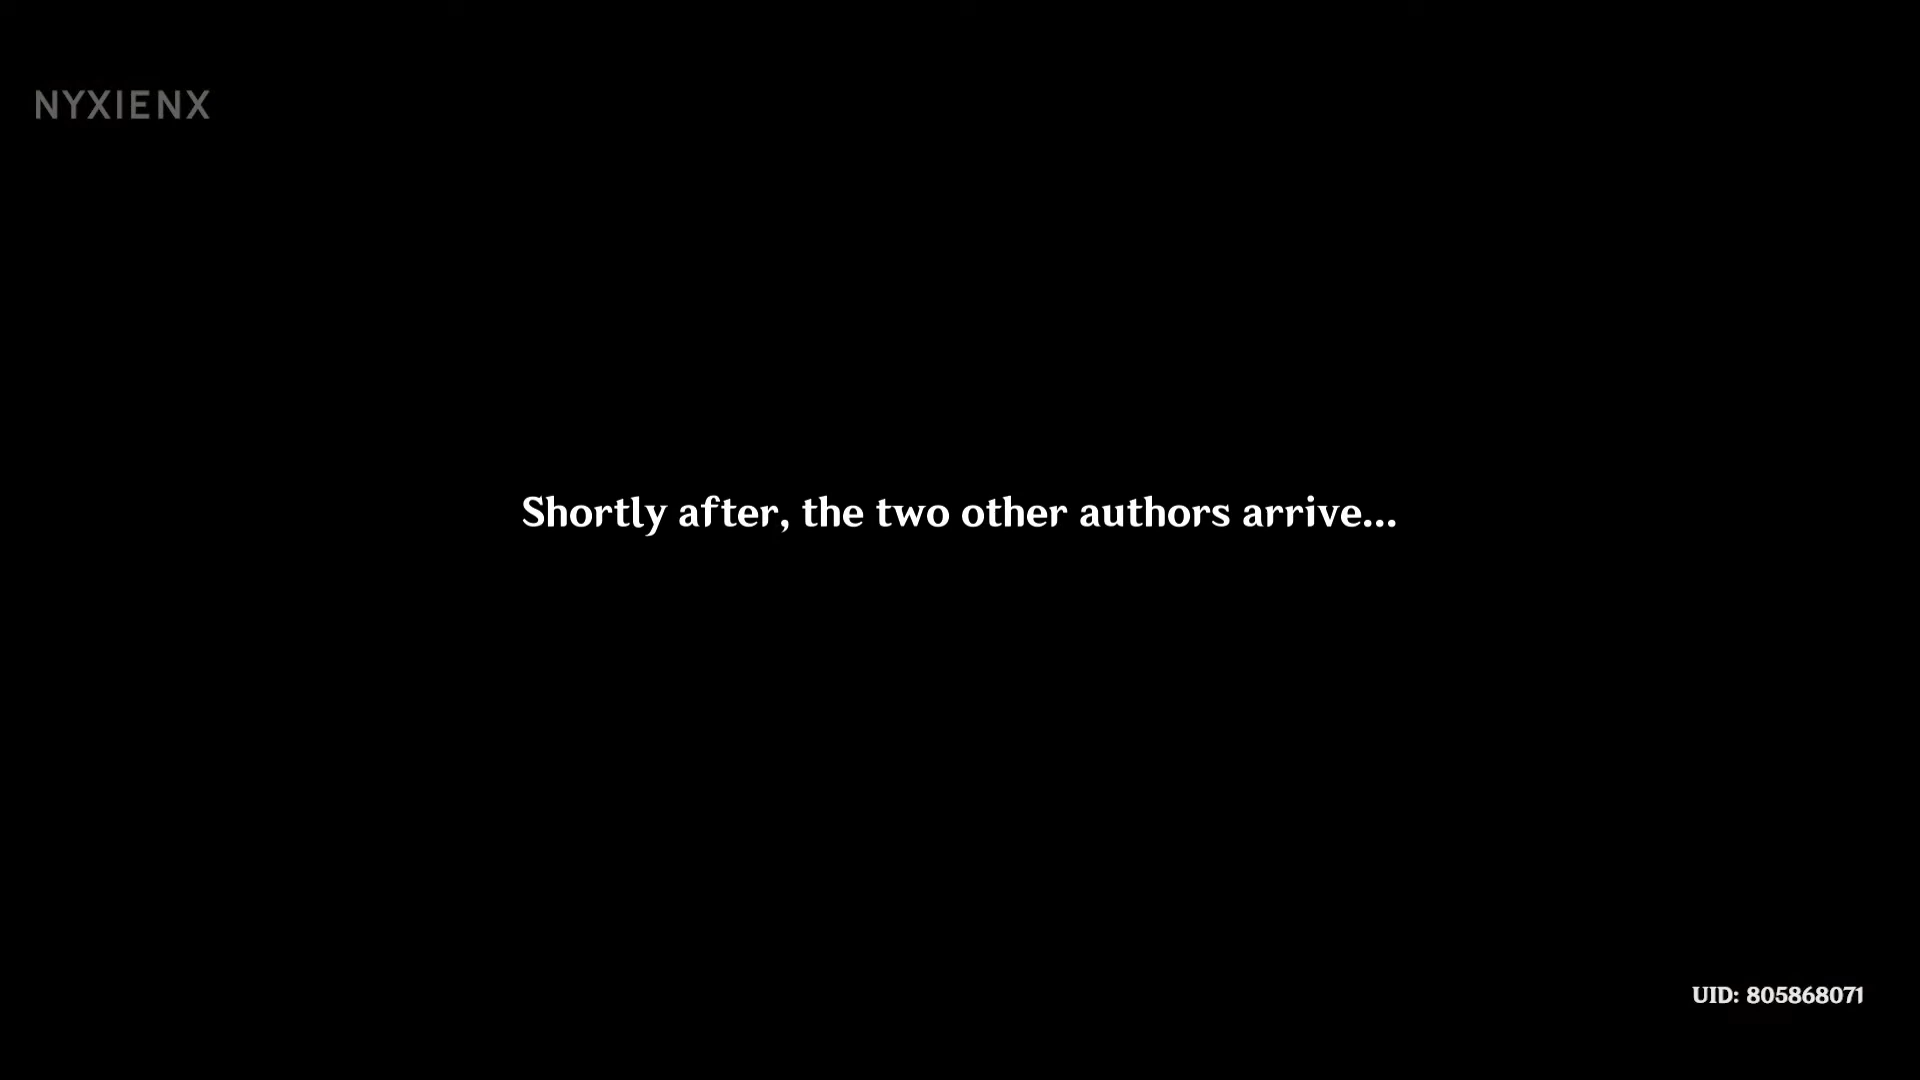 NYXIENX
Shortly after, the two other authors arrive...
UID: 805868071